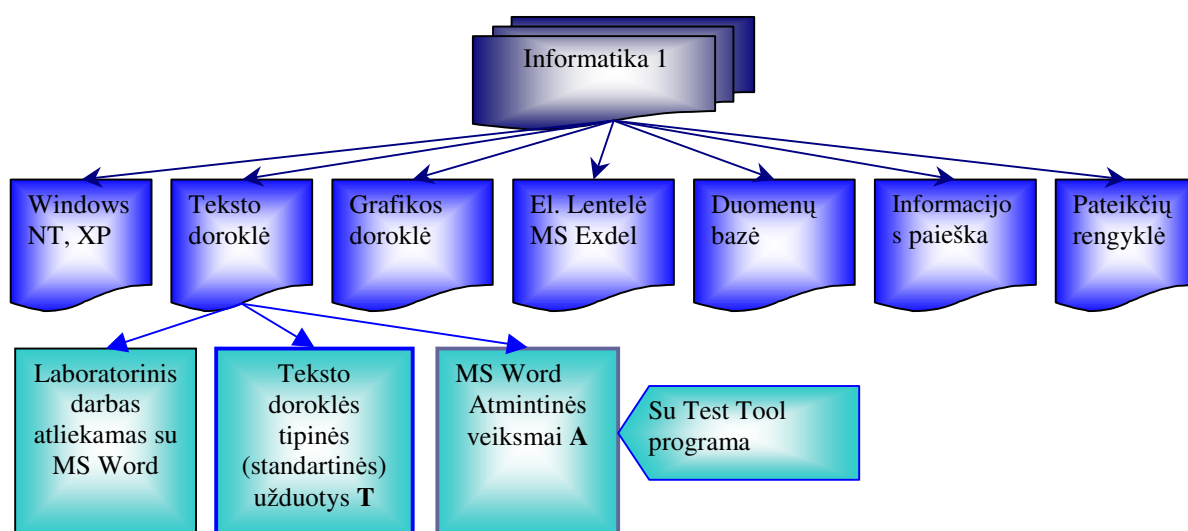 Informatika 1
Windows
NT, XP
Teksto
doroklė
Grafikos
doroklė
El. Lentelė
MS Exdel
Duomenų
bazė
Informacijo
s paieška
Pateikčių
rengyklė
Laboratorinis
darbas
atliekamas su
MS Word
Teksto
doroklės
tipinės
(standartinės)
užduotys T
MS Word
Atmintinės
veiksmai A
Su Test Tool
programa